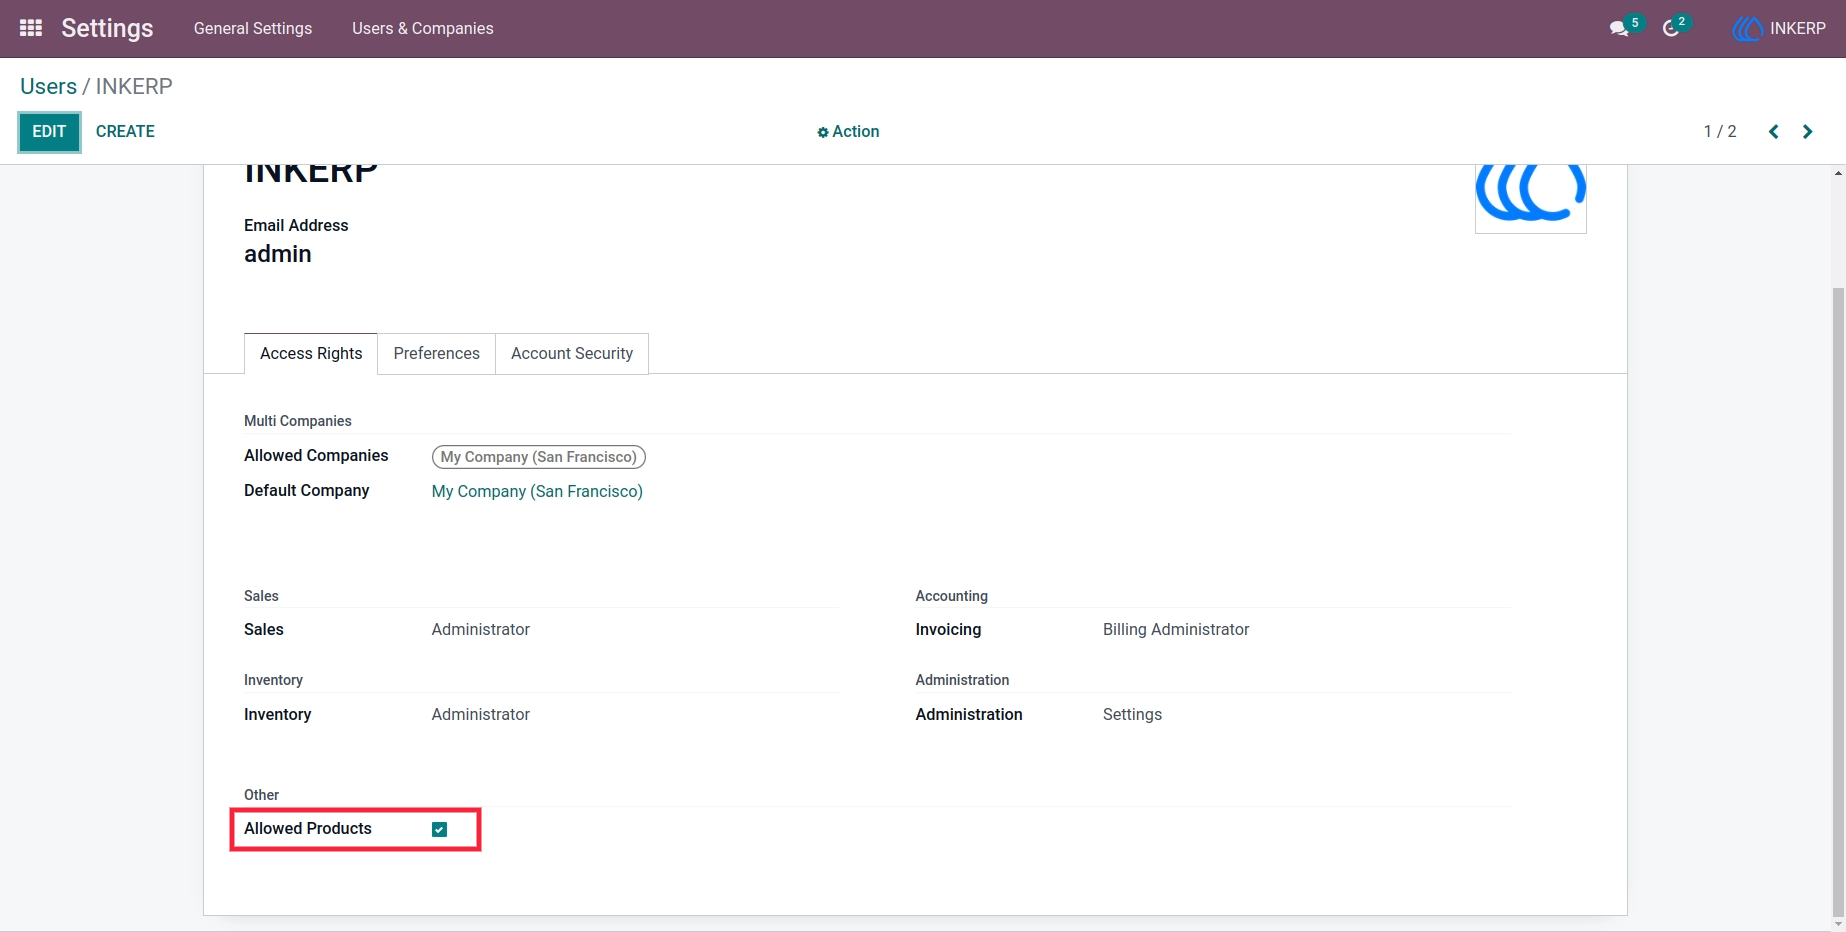 Settings General Settings Users & Companies 5 2 INKERP
Users / INKERP
EDIT CREATE Action 1 / 2
INKERP
Email Address
admin
Access Rights Preferences Account Security
Multi Companies
Allowed Companies My Company (San Francisco)
Default Company My Company (San Francisco)
Sales Accounting
Sales Administrator Invoicing Billing Administrator
Inventory Administration
Inventory Administrator Administration Settings
Other
Allowed Products